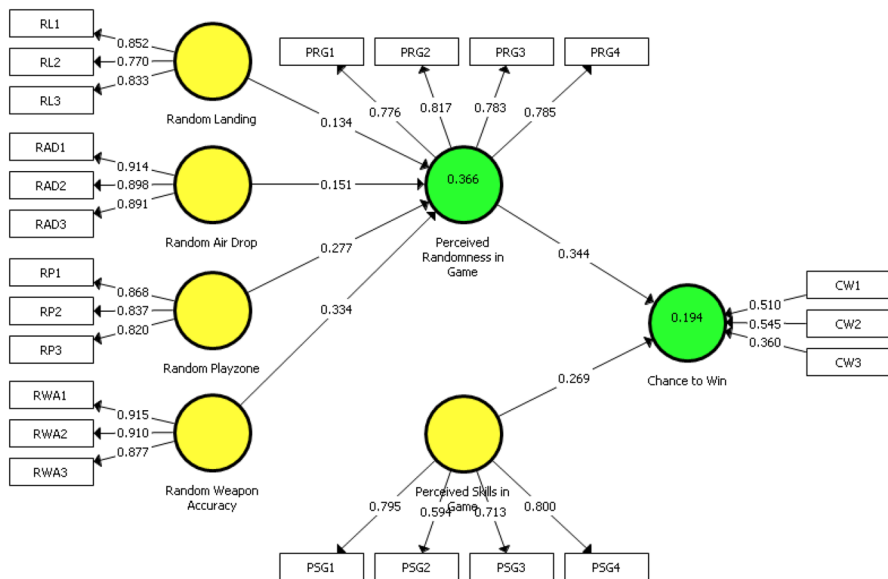 RL1
0.852
RL2
0.770
RL3
0.833
Random Landing
0.134
PRG1
PRG2
PRG3
PRG4
0.776
0.817
0.783
0.785
RAD1
0.914
RAD2
0.898
RAD3
0.891
Random Air Drop
0.151
0.366
Perceived
Randomness in
Game
RP1
0.868
RP2
0.837
RP3
0.820
Random Playzone
0.277
0.344
CW1
0.510
CW2
0.545
CW3
0.360
0.194
Chance to Win
RWA1
0.915
RWA2
0.910
RWA3
0.877
Random Weapon
Accuracy
0.334
0.269
Perceived Skills in
Game
0.795
0.594
0.713
0.800
PSG1
PSG2
PSG3
PSG4